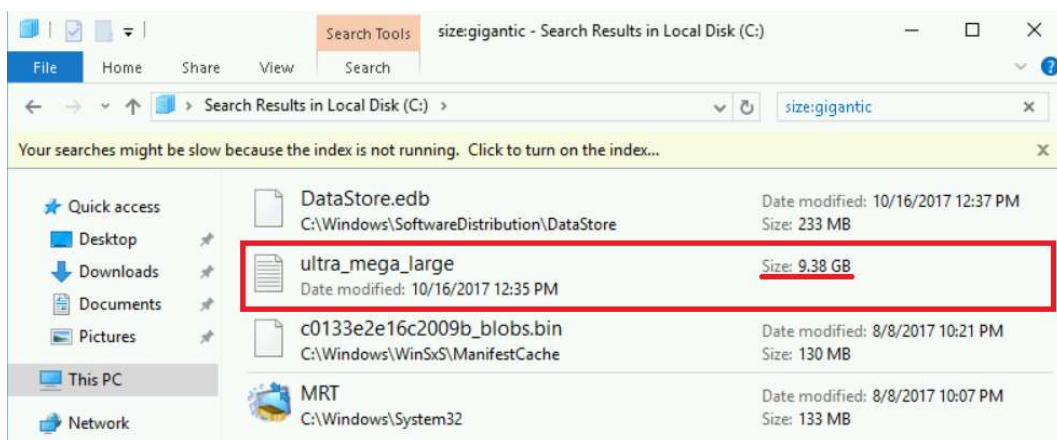 Search Tools
size:gigantic - Search Results in Local Disk (C:)
File Home Share View Search
Search Results in Local Disk (C:)
size:gigantic
Your searches might be slow because the index is not running. Click to turn on the index...
Quick access
Desktop
Downloads
Documents
Pictures
This PC
Network
DataStore.edb
Date modified: 10/16/2017 12:37 PM
C:\Windows\SoftwareDistribution\DataStore
Size: 233 MB
ultra_mega_large
Size: 9.38 GB
Date modified: 10/16/2017 12:35 PM
c0133e2e16c2009b_blobs.bin
Date modified: 8/8/2017 10:21 PM
C:\Windows\WinSxS\ManifestCache
Size: 130 MB
MRT
Date modified: 8/8/2017 10:07 PM
C:\Windows\System32
Size: 133 MB